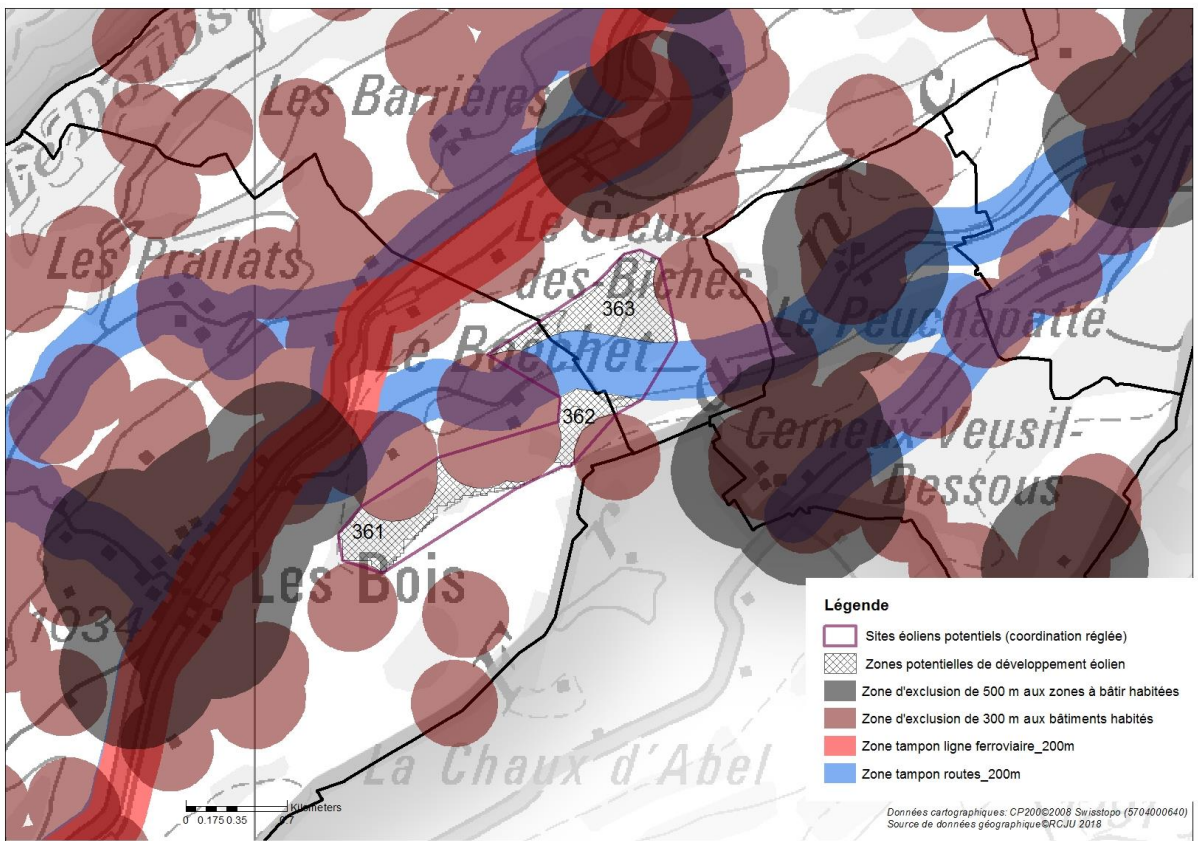 Le Doubs
Les Barrières
Les Prailats
Le Creux
des Biches
363
Le Boéchet
Le Peuchapatte
362
Cerneux-Veusil-
Dessous
361
Les Bois
1034
La Chaux d'Abel
Légende
Sites éoliens potentiels (coordination réglée)
Zones potentielles de développement éolien
Zone d'exclusion de 500 m aux zones à bâtir habitées
Zone d'exclusion de 300 m aux bâtiments habités
Zone tampon ligne ferroviaire_200m
Zone tampon routes_200m
Kilometers
0 0.175 0.35 0.7
Données cartographiques: CP200©2008 Swisstopo (5704000640)
Source de données géographique©RCJU 2018